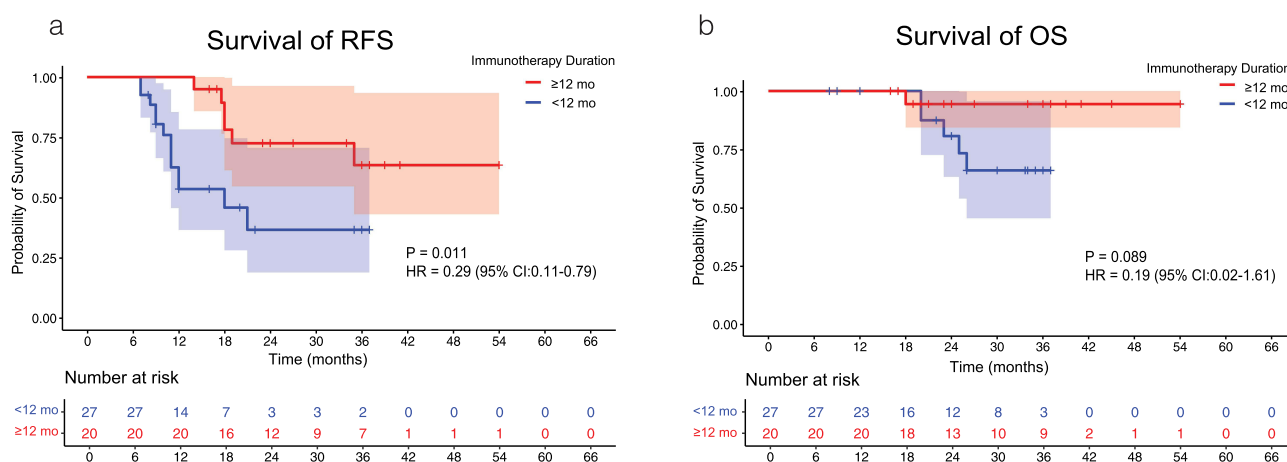 a
Survival of RFS
Immunotherapy Duration
≥12 mo
<12 mo
Probability of Survival
1.00
0.75
0.50
0.25
0.00
P = 0.011
HR = 0.29 (95% CI:0.11-0.79)
0 6 12 18 24 30 36 42 48 54 60 66
Time (months)
Number at risk
<12 mo 27 27 14 7 3 3 2 0 0 0 0 0
≥12 mo 20 20 20 16 12 9 7 1 1 1 0 0
0 6 12 18 24 30 36 42 48 54 60 66
b
Survival of OS
Immunotherapy Duration
≥12 mo
<12 mo
Probability of Survival
1.00
0.75
0.50
0.25
0.00
P = 0.089
HR = 0.19 (95% CI:0.02-1.61)
0 6 12 18 24 30 36 42 48 54 60 66
Time (months)
Number at risk
<12 mo 27 27 23 16 12 8 3 0 0 0 0 0
≥12 mo 20 20 20 18 13 10 9 2 1 1 0 0
0 6 12 18 24 30 36 42 48 54 60 66